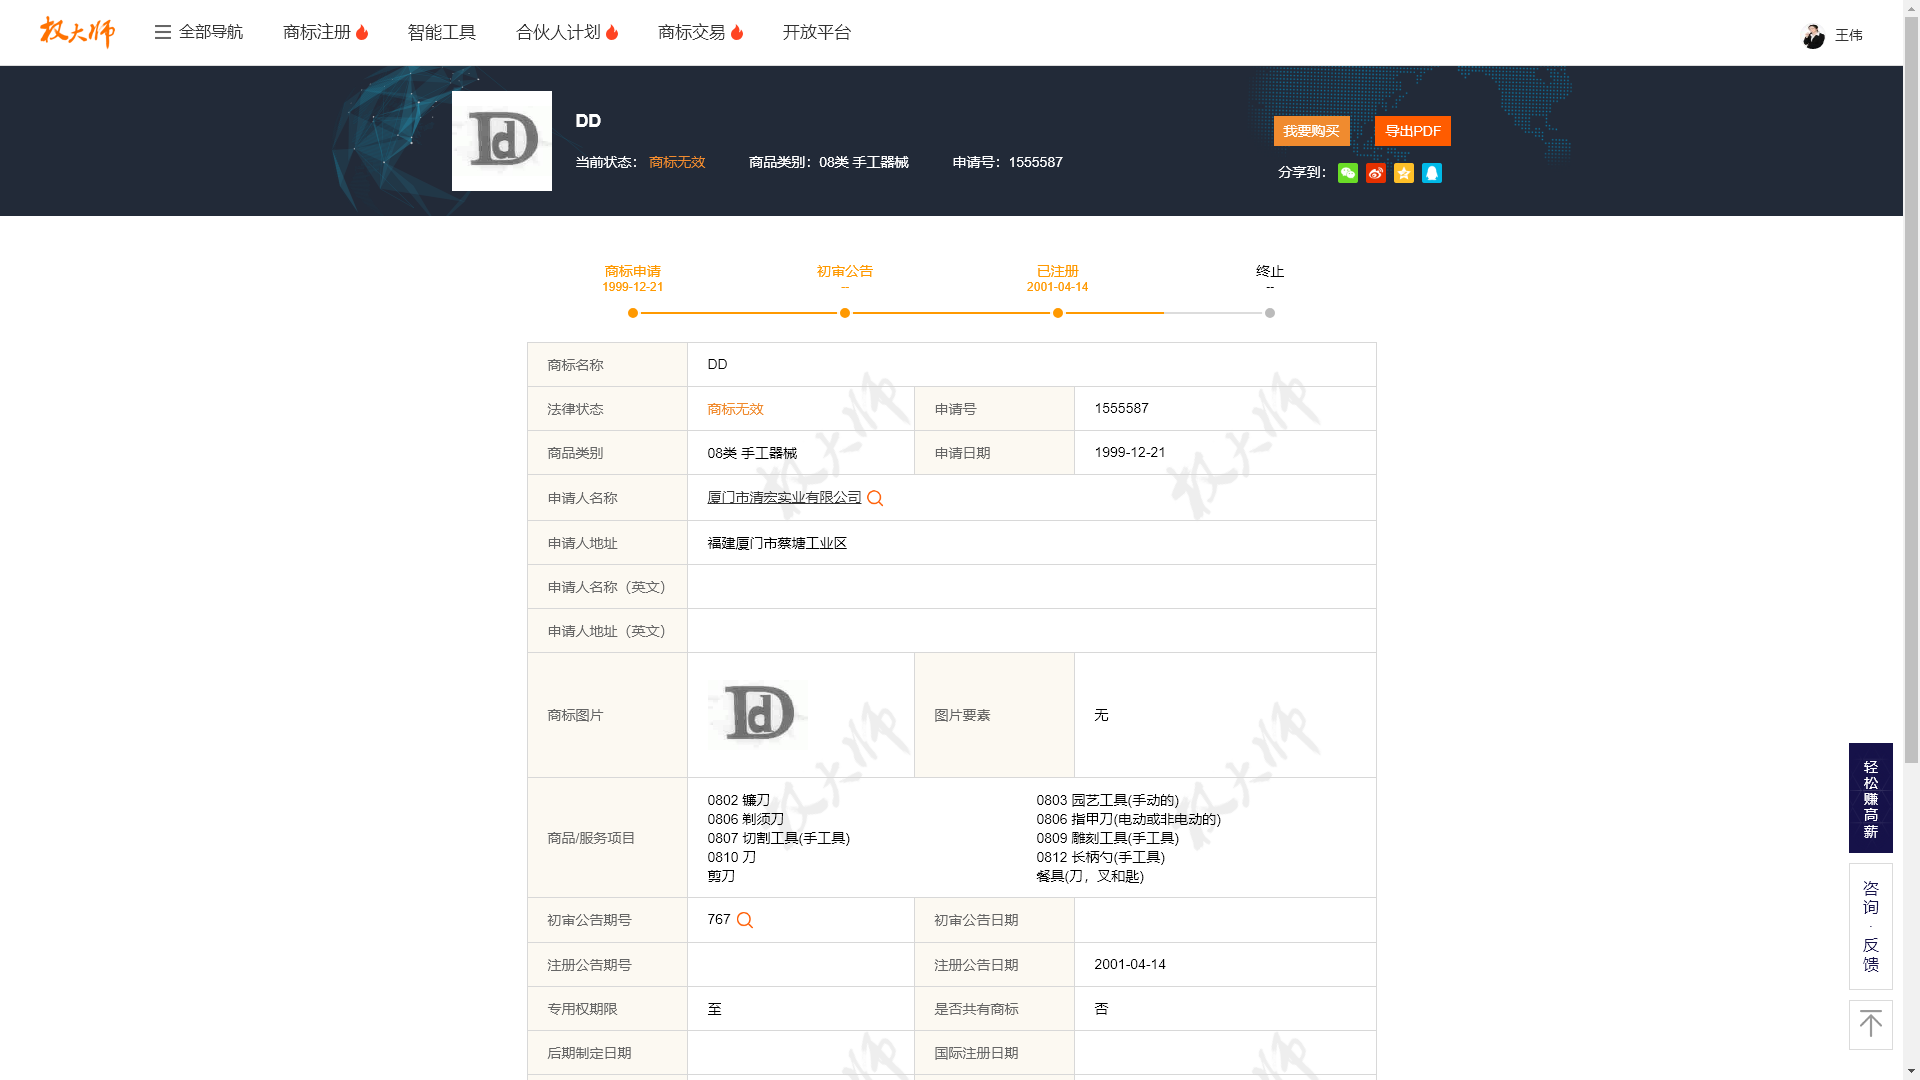 权大师
全部导航
商标注册
智能工具
合伙人计划
商标交易
开放平台
王伟
DD
当前状态： 商标无效
商品类别：08类 手工器械
申请号：1555587
我要购买
导出PDF
分享到：
商标申请
1999-12-21
初审公告
--
已注册
2001-04-14
终止
--
商标名称 DD
法律状态 商标无效 申请号 1555587
商品类别 08类 手工器械 申请日期 1999-12-21
申请人名称 厦门市清宏实业有限公司
申请人地址 福建厦门市蔡塘工业区
申请人名称（英文）
申请人地址（英文）
商标图片 Dd 图片要素 无
商品/服务项目
0802 镰刀 0803 园艺工具(手动的)
0806 剃须刀 0806 指甲刀(电动或非电动的)
0807 切割工具(手工具) 0809 雕刻工具(手工具)
0810 刀 0812 长柄勺(手工具)
剪刀 餐具(刀，叉和匙)
初审公告期号 767 初审公告日期
注册公告期号 注册公告日期 2001-04-14
专用权期限 至 是否共有商标 否
后期制定日期 国际注册日期
轻松赚高薪
咨询·反馈